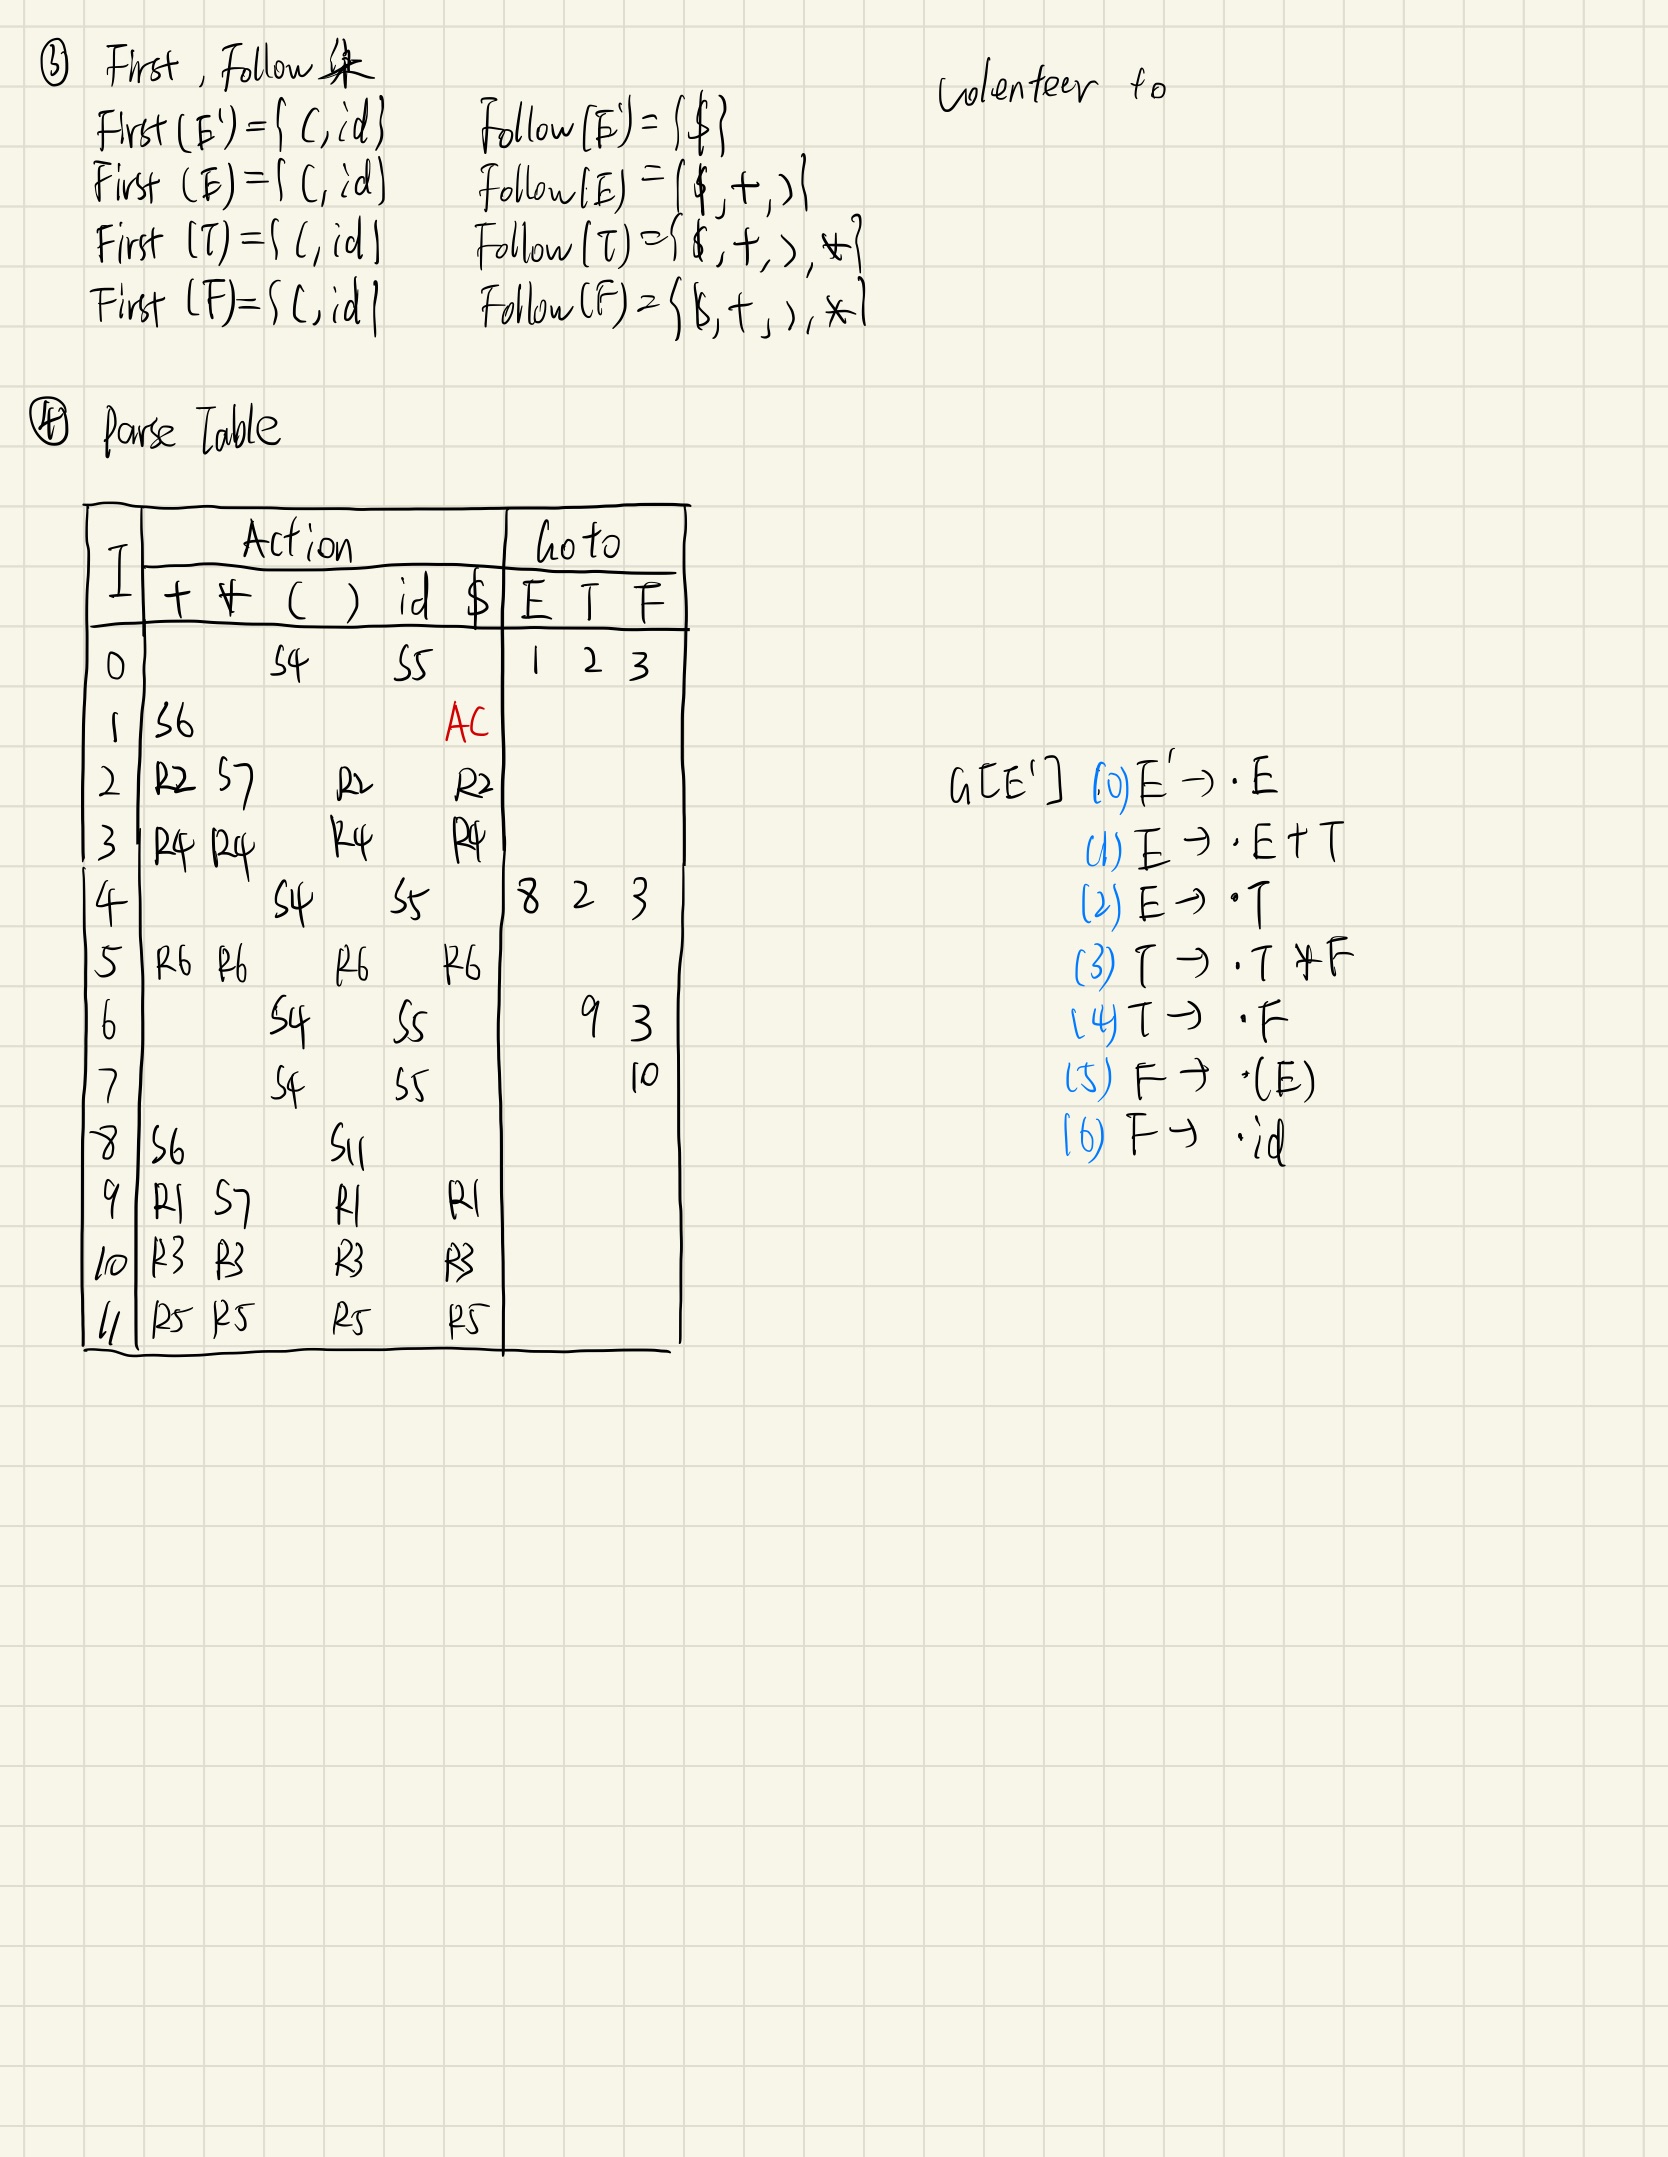 ③ First, Follow 集
First(E')={ (, id}
Follow(E')={$}
First (E)={ (, id}
Follow(E)={$,+,)}
First (T)={ (, id}
Follow(T)={$,+,),*}
First (F)={ (, id}
Follow(F)={$,+,),*}
Volenteer to
④ Parse Table
I Action Goto
+ * ( ) id $ E T F
0 S4 S5 1 2 3
1 S6 AC
2 R2 S7 R2 R2
3 R4 R4 R4 R4
4 S4 S5 8 2 3
5 R6 R6 R6 R6
6 S4 S5 9 3
7 S4 S5 10
8 S6 S11
9 R1 S7 R1 R1
10 R3 R3 R3 R3
11 R5 R5 R5 R5
G[E'] (0) E' → ·E
(1) E → ·E+T
(2) E → ·T
(3) T → ·T*F
(4) T → ·F
(5) F → ·(E)
(6) F → ·id